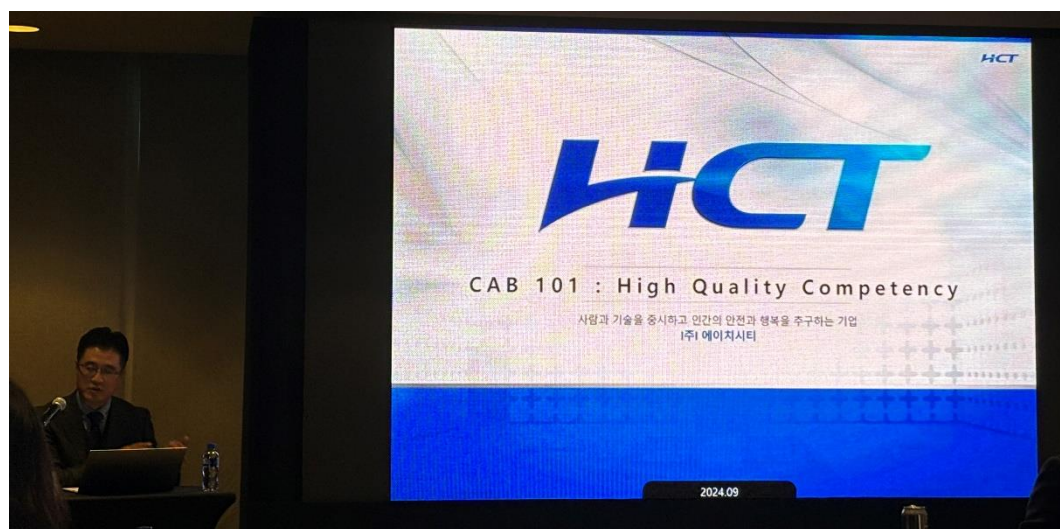 HCT
HCT
CAB 101 : High Quality Competency
사람과 기술을 중시하고 인간의 안전과 행복을 추구하는 기업
|주| 에이치시티
2024.09